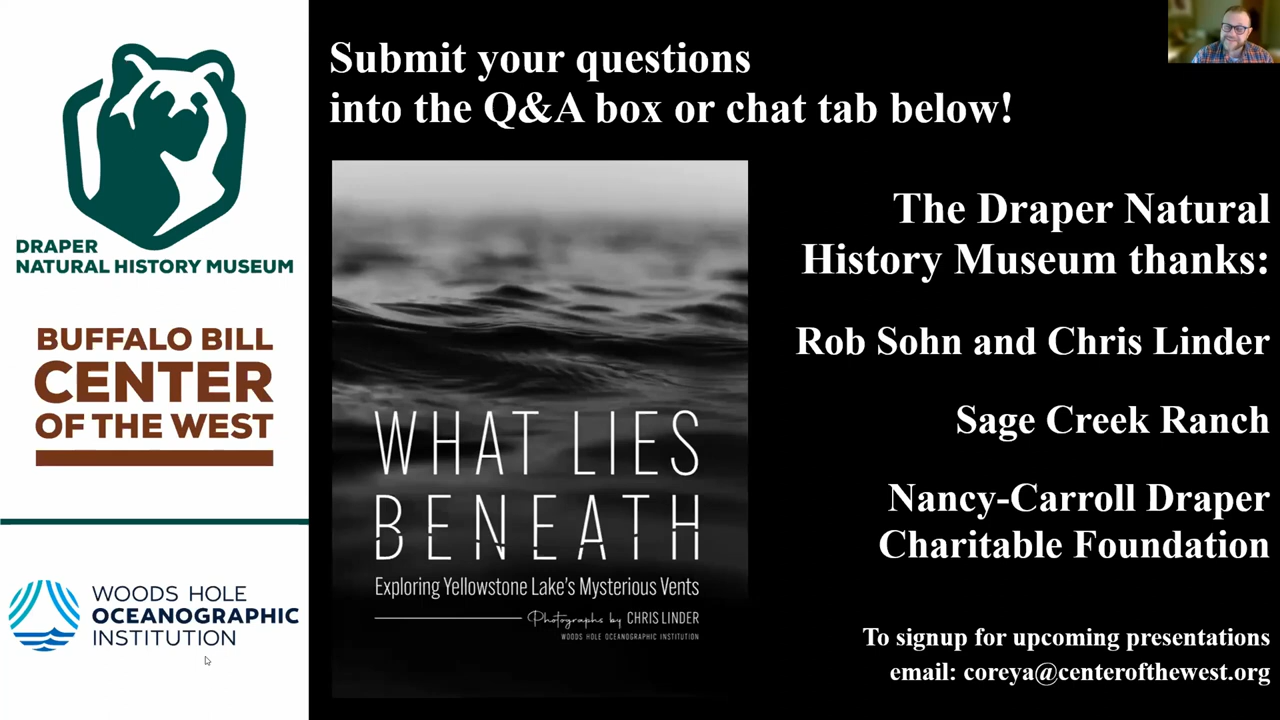 DRAPER
NATURAL HISTORY MUSEUM
BUFFALO BILL
CENTER
OF THE WEST
WOODS HOLE
OCEANOGRAPHIC
INSTITUTION
Submit your questions
into the Q&A box or chat tab below!
WHAT LIES
BENEATH
Exploring Yellowstone Lake's Mysterious Vents
Photographs by CHRIS LINDER
WOODS HOLE OCEANOGRAPHIC INSTITUTION
The Draper Natural
History Museum thanks:
Rob Sohn and Chris Linder
Sage Creek Ranch
Nancy-Carroll Draper
Charitable Foundation
To signup for upcoming presentations
email: coreya@centerofthewest.org